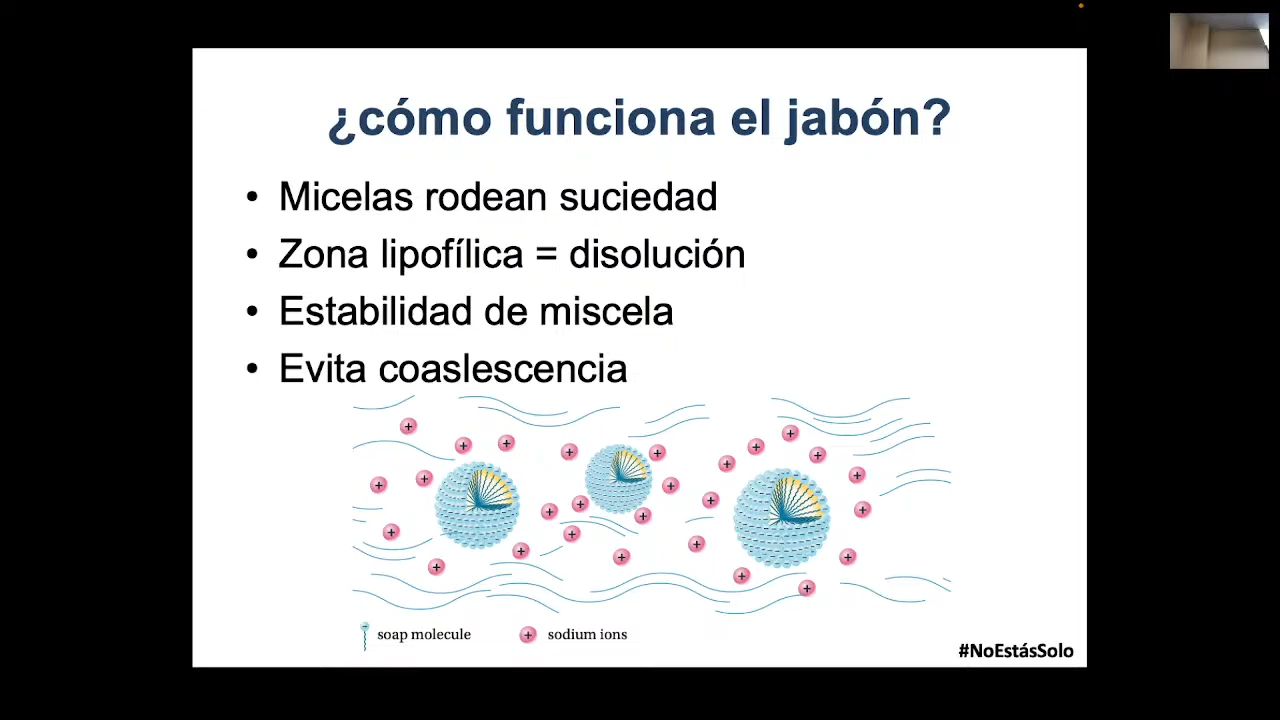 ¿cómo funciona el jabón?
• Micelas rodean suciedad
• Zona lipofílica = disolución
• Estabilidad de miscela
• Evita coaslescencia
soap molecule
sodium ions
#NoEstásSolo